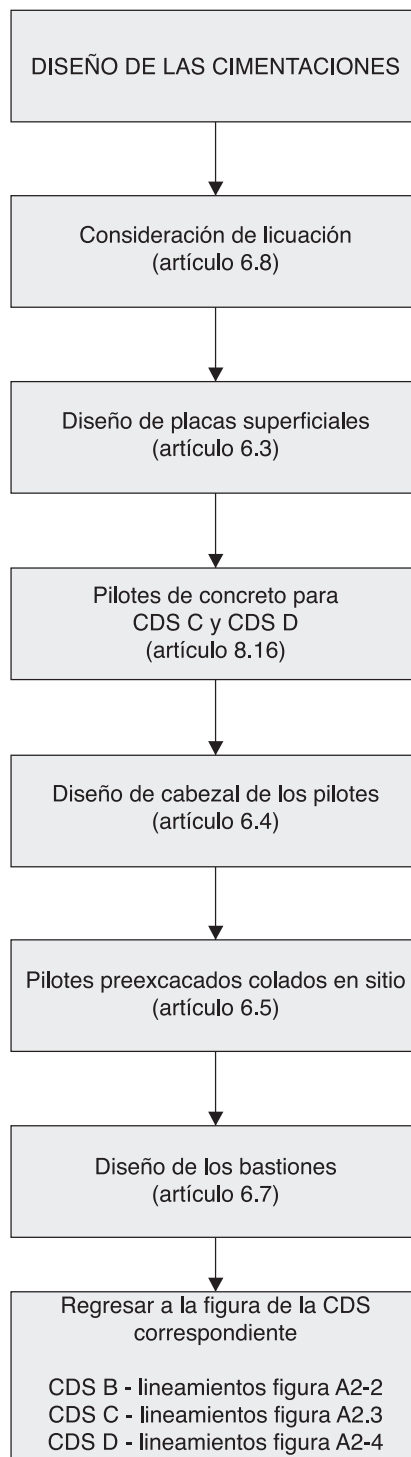 DISEÑO DE LAS CIMENTACIONES
Consideración de licuación
(artículo 6.8)
Diseño de placas superficiales
(artículo 6.3)
Pilotes de concreto para
CDS C y CDS D
(artículo 8.16)
Diseño de cabezal de los pilotes
(artículo 6.4)
Pilotes preexcacados colados en sitio
(artículo 6.5)
Diseño de los bastiones
(artículo 6.7)
Regresar a la figura de la CDS
correspondiente
CDS B - lineamientos figura A2-2
CDS C - lineamientos figura A2.3
CDS D - lineamientos figura A2-4